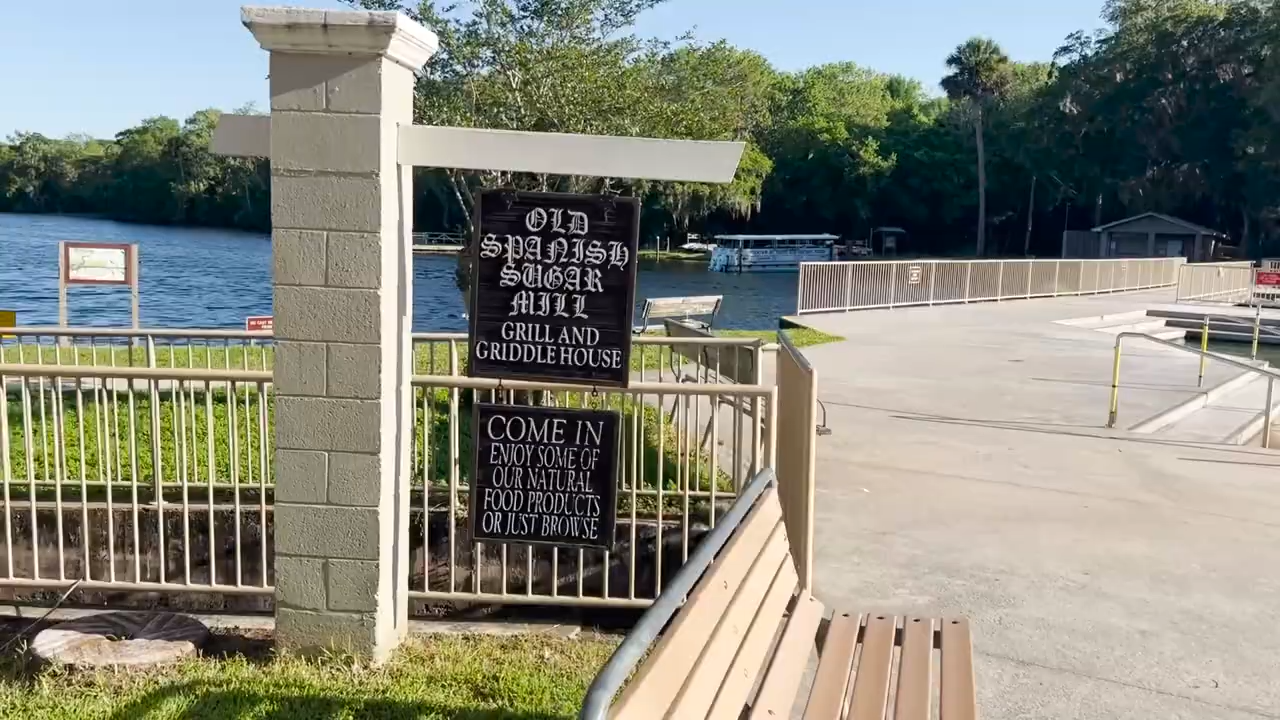 OLD
SPANISH
SUGAR
MILL
GRILL AND
GRIDDLE HOUSE
COME IN
ENJOY SOME OF
OUR NATURAL
FOOD PRODUCTS
OR JUST BROWSE